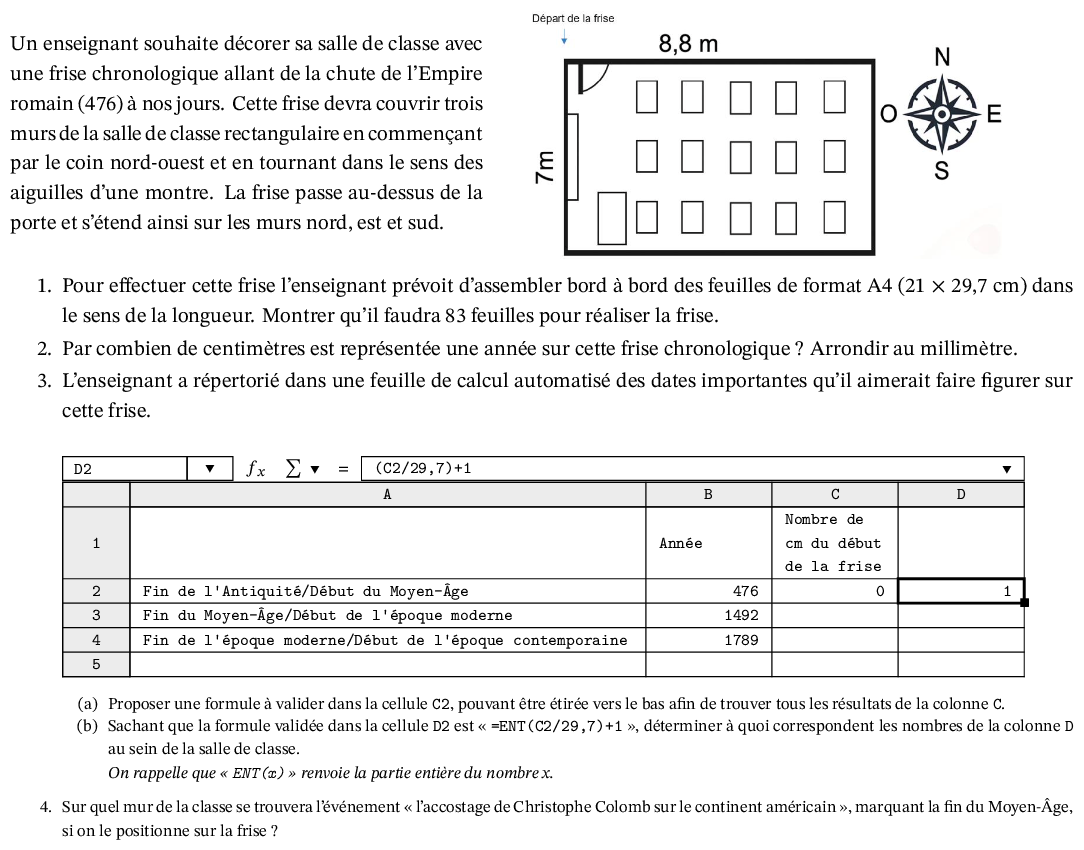 Départ de la frise
Un enseignant souhaite décorer sa salle de classe avec
une frise chronologique allant de la chute de l'Empire
romain (476) à nos jours. Cette frise devra couvrir trois
murs de la salle de classe rectangulaire en commençant
par le coin nord-ouest et en tournant dans le sens des
aiguilles d'une montre. La frise passe au-dessus de la
porte et s'étend ainsi sur les murs nord, est et sud.
8,8 m
7m
N
O
E
S
1. Pour effectuer cette frise l'enseignant prévoit d'assembler bord à bord des feuilles de format A4 (21 × 29,7 cm) dans
le sens de la longueur. Montrer qu'il faudra 83 feuilles pour réaliser la frise.
2. Par combien de centimètres est représentée une année sur cette frise chronologique ? Arrondir au millimètre.
3. L'enseignant a répertorié dans une feuille de calcul automatisé des dates importantes qu'il aimerait faire figurer sur
cette frise.
D2 ▼ fx ∑ ▼ = (C2/29,7)+1 ▼
A B C D
1 Année Nombre de
cm du début
de la frise
2 Fin de l'Antiquité/Début du Moyen-Âge 476 0 1
3 Fin du Moyen-Âge/Début de l'époque moderne 1492
4 Fin de l'époque moderne/Début de l'époque contemporaine 1789
5
(a) Proposer une formule à valider dans la cellule C2, pouvant être étirée vers le bas afin de trouver tous les résultats de la colonne C.
(b) Sachant que la formule validée dans la cellule D2 est « =ENT(C2/29,7)+1 », déterminer à quoi correspondent les nombres de la colonne D
au sein de la salle de classe.
On rappelle que « ENT(x) » renvoie la partie entière du nombre x.
4. Sur quel mur de la classe se trouvera l'événement « l'accostage de Christophe Colomb sur le continent américain », marquant la fin du Moyen-Âge,
si on le positionne sur la frise ?